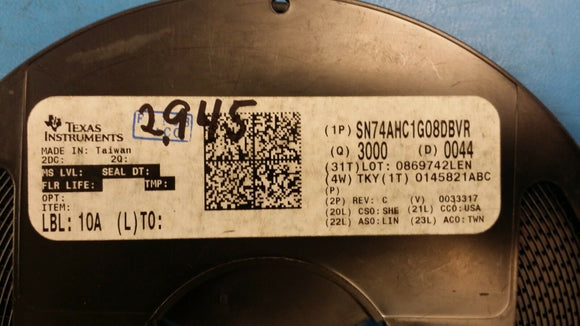 TEXAS
INSTRUMENTS
2,945
MADE IN: Taiwan
2DC: 2Q:
MS LVL: SEAL DT:
FLR LIFE: TMP:
OPT:
ITEM:
LBL: 10A (L)TO:
(1P) SN74AHC1G08DBVR
(Q) 3000 (D) 0044
(31T)LOT: 0869742LEN
(4W) TKY(1T) 0145821ABC
(P)
(2P) REV: C (V) 0033317
(20L) CSO:SHE (21L) CCO:USA
(22L) ASO:LIN (23L) ACO:TWN